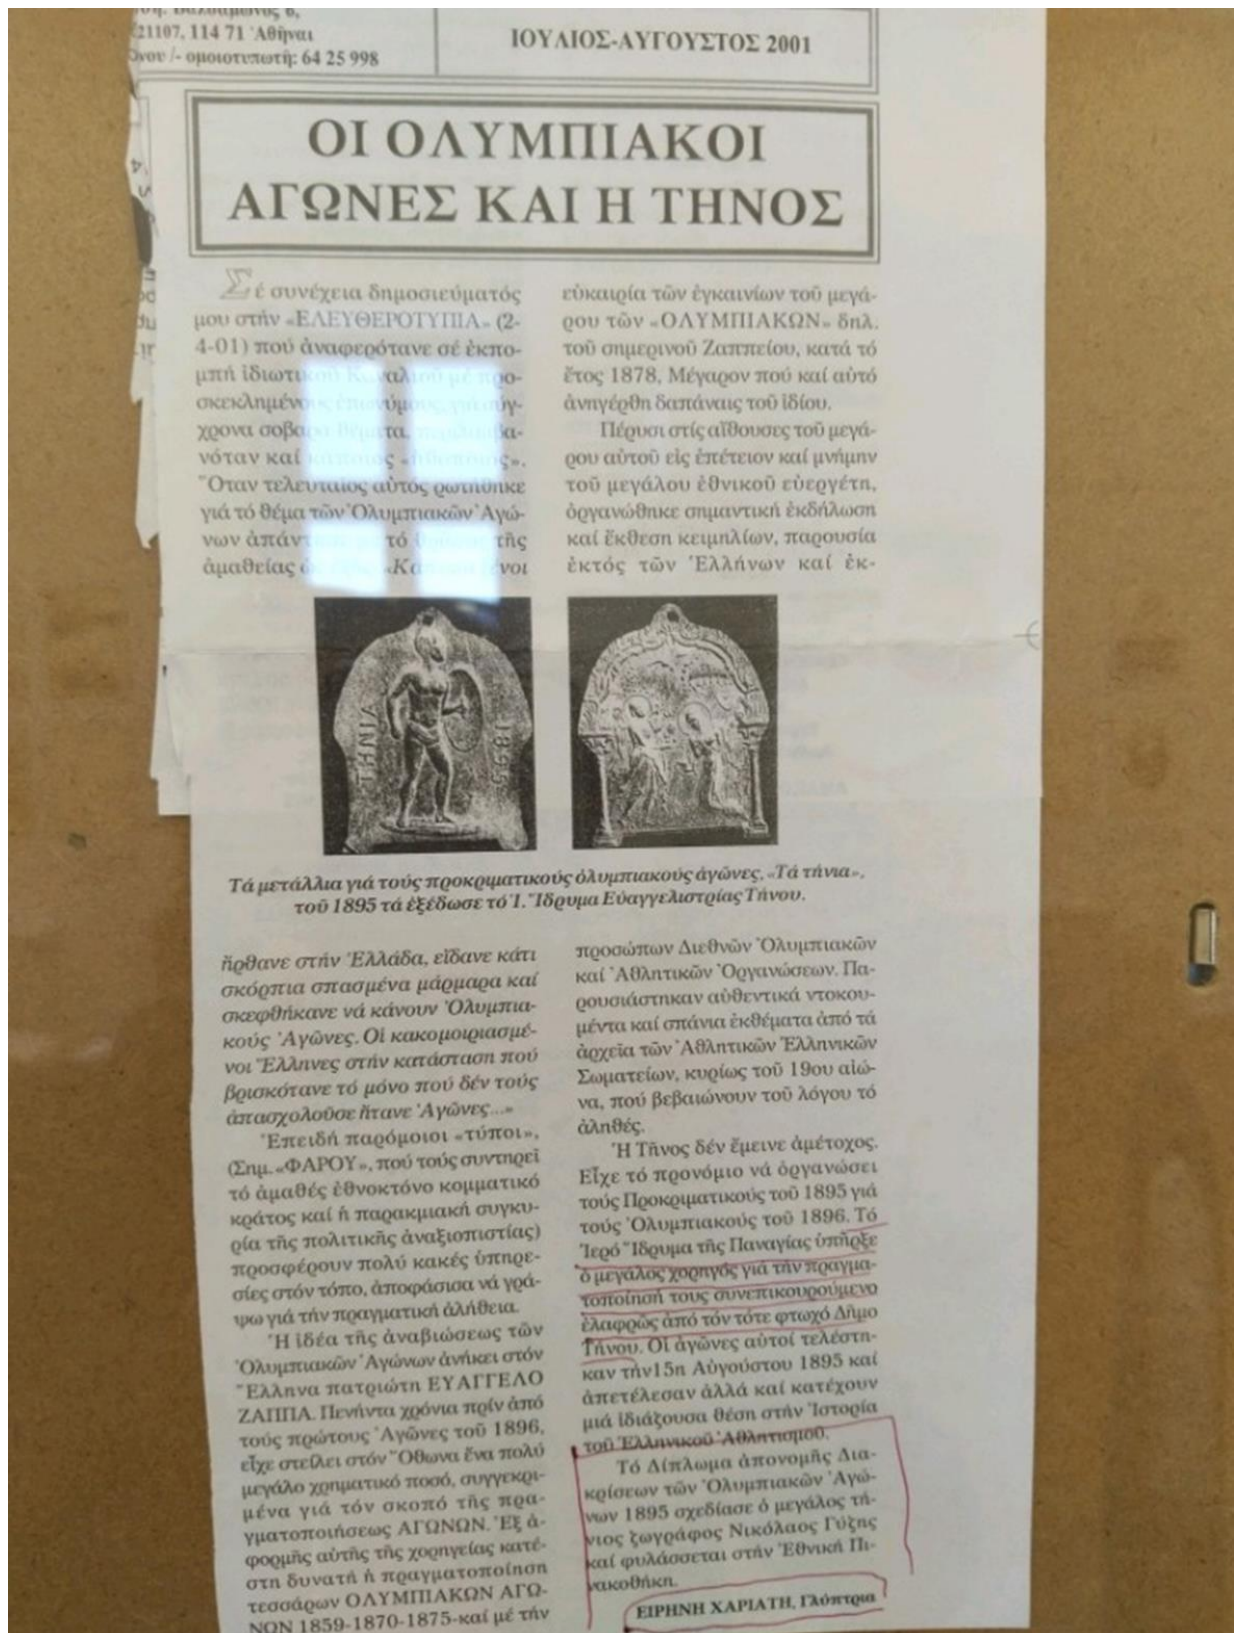 21107, 114 71 Ἀθῆναι
- ομοιοτυπωτῆ: 64 25 998
ΙΟΥΛΙΟΣ-ΑΥΓΟΥΣΤΟΣ 2001
ΟΙ ΟΛΥΜΠΙΑΚΟΙ
ΑΓΩΝΕΣ ΚΑΙ Η ΤΗΝΟΣ
Σέ συνέχεια δημοσιεύματός
μου στήν «ΕΛΕΥΘΕΡΟΤΥΠΙΑ» (2-
4-01) πού ἀναφερότανε σέ ἐκπο-
μπή ἰδιωτικοῦ Καναλιοῦ μέ προ-
σκεκλημένους ἐπωνύμους, γιά σύγ-
χρονα σοβαρά θέματα, περιλαμβα-
νόταν καί κάποιος «ἠθοποιός».
Ὅταν τελευταῖος αὐτός ρωτήθηκε
γιά τό θέμα τῶν Ὀλυμπιακῶν Ἀγώ-
νων τό τῆς
ἀμαθείας
ἦρθανε στήν Ἑλλάδα, εἴδανε κάτι
σκόρπια σπασμένα μάρμαρα καί
σκεφθήκανε νά κάνουν Ὀλυμπια-
κούς Ἀγῶνες. Οἱ κακομοιριασμέ-
νοι Ἕλληνες στήν κατάσταση πού
βρισκότανε τό μόνο πού δέν τούς
ἀπασχολοῦσε ἤτανε Ἀγῶνες...»
Ἐπειδή παρόμοιοι «τύποι»,
(Σημ. «ΦΑΡΟΥ», πού τούς συντηρεῖ
τό ἀμαθές ἐθνοκτόνο κομματικό
κράτος καί ἡ παρακμιακή συγκυ-
ρία τῆς πολιτικῆς ἀναξιοπιστίας)
προσφέρουν πολύ κακές ὑπηρε-
σίες στόν τόπο, ἀποφάσισα νά γρά-
ψω γιά τήν πραγματική ἀλήθεια.
Ἡ ἰδέα τῆς ἀναβιώσεως τῶν
Ὀλυμπιακῶν Ἀγώνων ἀνήκει στόν
Ἕλληνα πατριώτη ΕΥΑΓΓΕΛΟ
ΖΑΠΠΑ. Πενήντα χρόνια πρίν ἀπό
τούς πρώτους Ἀγῶνες τοῦ 1896,
εἶχε στείλει στόν Ὄθωνα ἕνα πολύ
μεγάλο χρηματικό ποσό, συγγεκρι-
μένα γιά τόν σκοπό τῆς πρα-
γματοποιήσεως ΑΓΩΝΩΝ. Ἐξ ἀ-
φορμῆς αὐτῆς τῆς χορηγείας κατέ-
στη δυνατή ἡ πραγματοποίηση
τεσσάρων ΟΛΥΜΠΙΑΚΩΝ ΑΓΩ-
ΝΩΝ 1859-1870-1875-καί μέ τήν
εὐκαιρία τῶν ἐγκαινίων τοῦ μεγά-
ρου τῶν «ΟΛΥΜΠΙΑΚΩΝ» δηλ.
τοῦ σημερινοῦ Ζαππείου, κατά τό
ἔτος 1878, Μέγαρον πού καί αὐτό
ἀνηγέρθη δαπάναις τοῦ ἰδίου.
Πέρυσι στίς αἴθουσες τοῦ μεγά-
ρου αὐτοῦ εἰς ἐπέτειον καί μνήμην
τοῦ μεγάλου ἐθνικοῦ εὐεργέτη,
ὀργανώθηκε σημαντική ἐκδήλωση
καί ἔκθεση κειμηλίων, παρουσία
ἐκτός τῶν Ἑλλήνων καί ἐκ-
προσώπων Διεθνῶν Ὀλυμπιακῶν
καί Ἀθλητικῶν Ὀργανώσεων. Πα-
ρουσιάστηκαν αὐθεντικά ντοκου-
μέντα καί σπάνια ἐκθέματα ἀπό τά
ἀρχεῖα τῶν Ἀθλητικῶν Ἑλληνικῶν
Σωματείων, κυρίως τοῦ 19ου αἰώ-
να, πού βεβαιώνουν τοῦ λόγου τό
ἀληθές.
Ἡ Τῆνος δέν ἔμεινε ἀμέτοχος.
Εἶχε τό προνόμιο νά ὀργανώσει
τούς Προκριματικούς τοῦ 1895 γιά
τούς Ὀλυμπιακούς τοῦ 1896. Τό
Ἱερό Ἵδρυμα τῆς Παναγίας ὑπῆρξε
ὁ μεγάλος χορηγός γιά τήν πραγμα-
τοποίησή τους συνεπικουρούμενο
ἐλαφρῶς ἀπό τόν τότε φτωχό Δῆμο
Τήνου. Οἱ ἀγῶνες αὐτοί τελέστη-
καν τήν15η Αὐγούστου 1895 καί
ἀπετέλεσαν ἀλλά καί κατέχουν
μιά ἰδιάζουσα θέση στήν Ἱστορία
τοῦ Ἑλληνικοῦ Ἀθλητισμοῦ.
Τό Δίπλωμα ἀπονομῆς Δια-
κρίσεων τῶν Ὀλυμπιακῶν Ἀγώ-
νων 1895 σχεδίασε ὁ μεγάλος τή-
νιος ζωγράφος Νικόλαος Γύζης
καί φυλάσσεται στήν Ἐθνική Πι-
νακοθήκη.
ΕΙΡΗΝΗ ΧΑΡΙΑΤΗ, Γλύπτρια
ΤΗΝΙΑ
1895
Τά μετάλλια γιά τούς προκριματικούς ὀλυμπιακούς ἀγῶνες, «Τά τήνια»,
τοῦ 1895 τά ἐξέδωσε τό Ἱ. Ἵδρυμα Εὐαγγελιστρίας Τήνου.